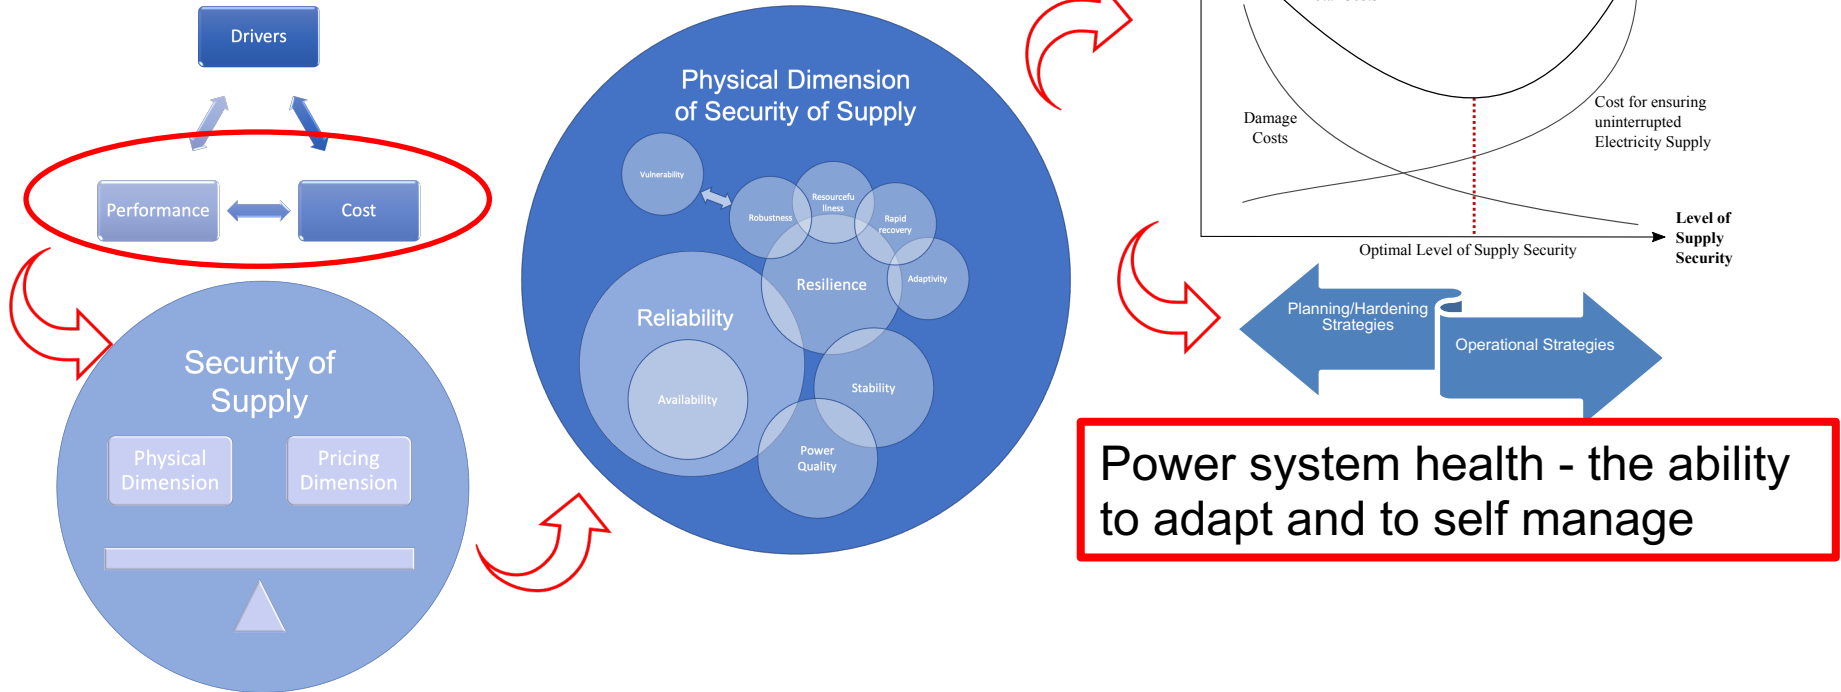 Drivers
Performance
Cost
Security of
Supply
Physical
Dimension
Pricing
Dimension
Physical Dimension
of Security of Supply
Vulnerability
Robustness
Resourcefu
llness
Rapid
recovery
Adaptivity
Resilience
Reliability
Availability
Stability
Power
Quality
Damage
Costs
Cost for ensuring
uninterrupted
Electricity Supply
Optimal Level of Supply Security
Level of
Supply
Security
Planning/Hardening
Strategies
Operational Strategies
Power system health - the ability
to adapt and to self manage